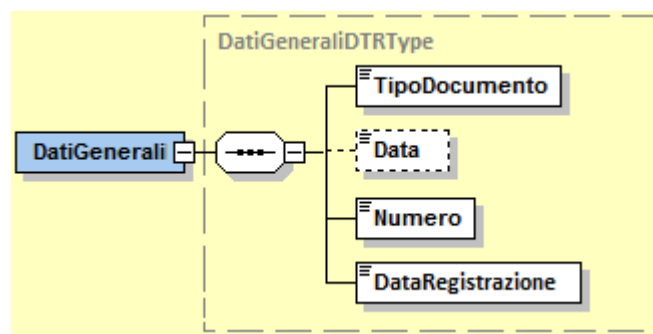 DatiGeneraliDTRType
TipoDocumento
DatiGenerali
Data
Numero
DataRegistrazione